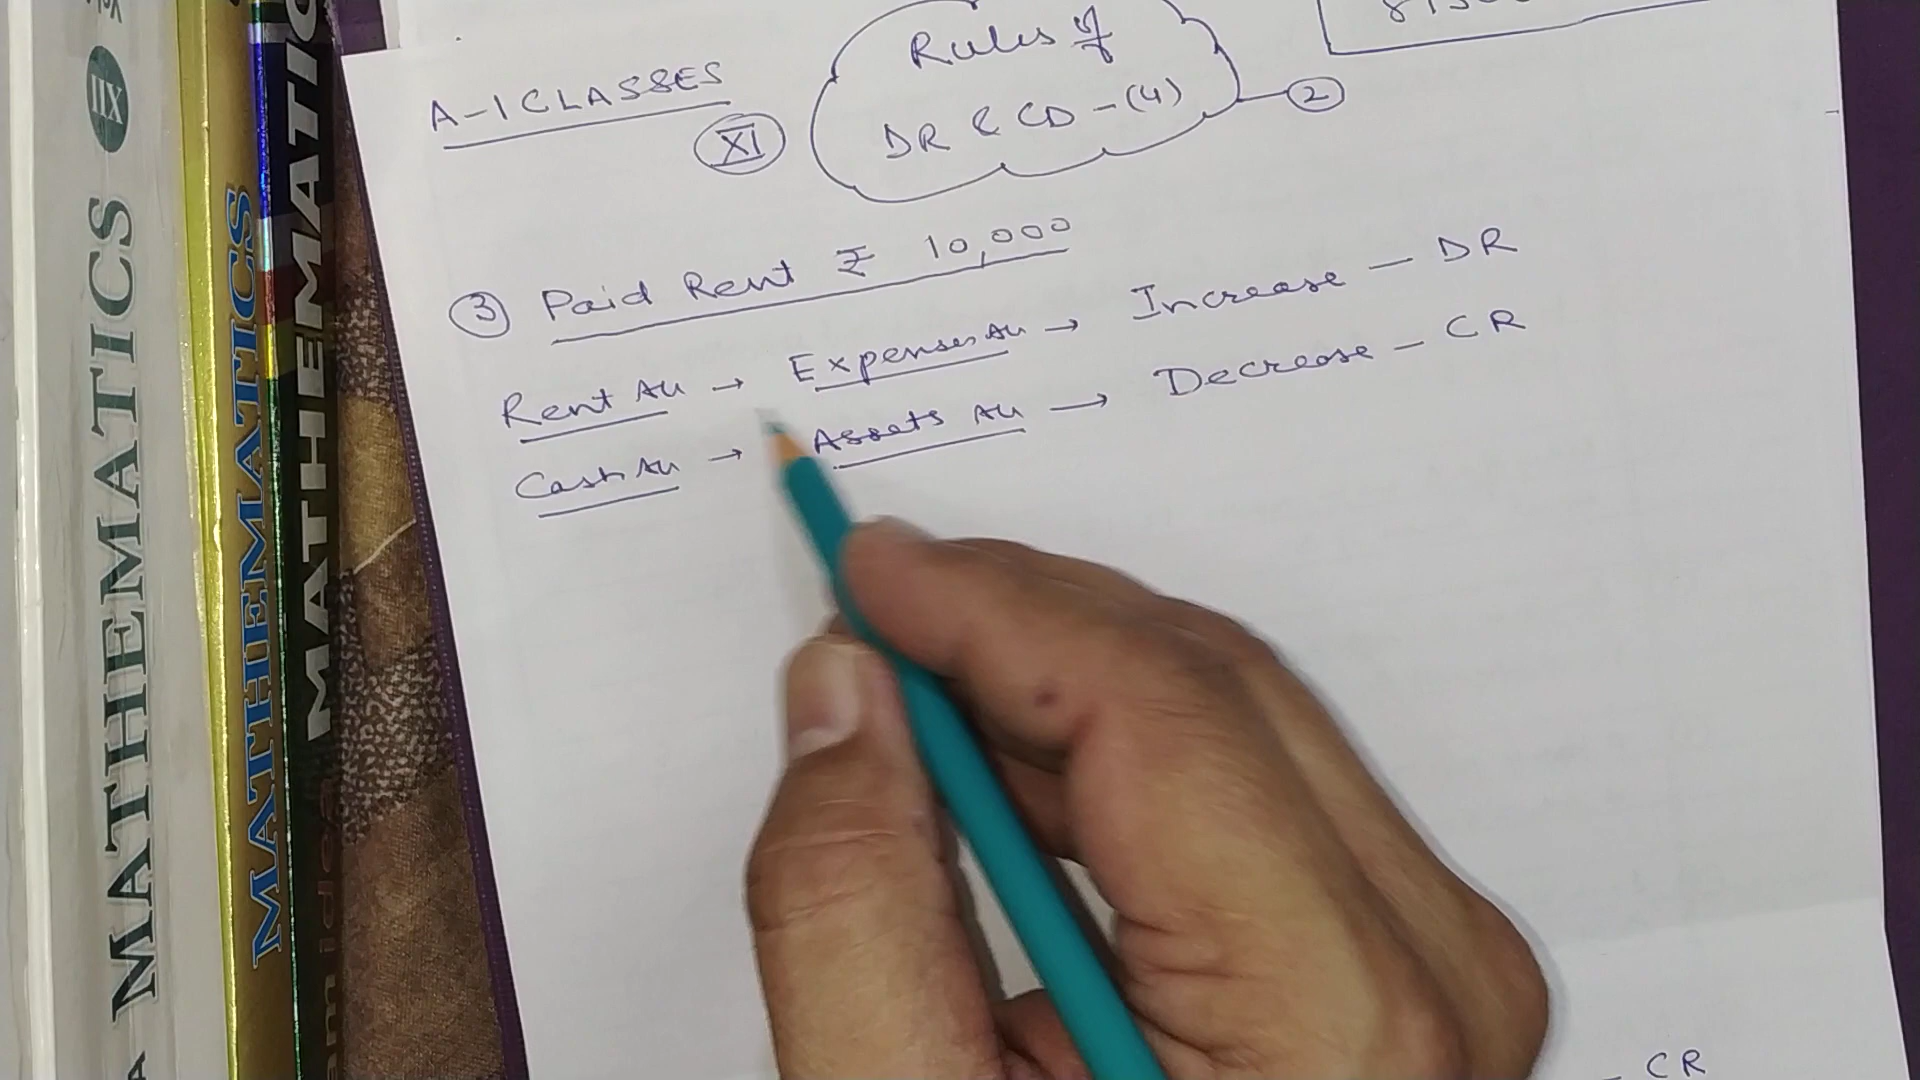 A-1 CLASSES
XI
Rules of
DR & CD -(4)
2
③ Paid Rent ₹ 10,000
Rent A/c → Expenses A/c → Increase - DR
Cash A/c → Assets A/c → Decrease - CR
- CR
MATHEMATICS XII
MATHEMATICS
MATHEMATIC